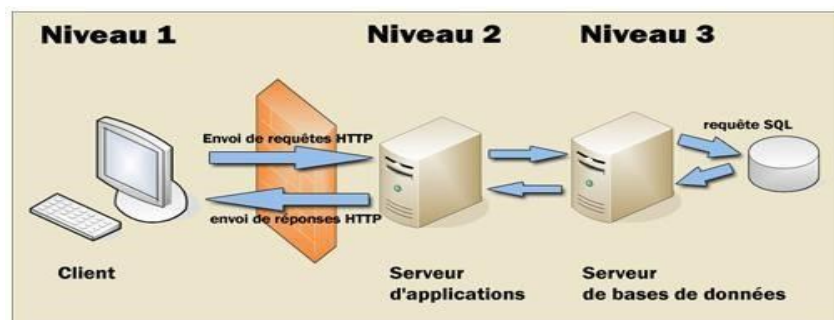 Niveau 1
Niveau 2
Niveau 3
Envoi de requêtes HTTP
requête SQL
envoi de réponses HTTP
Client
Serveur
d'applications
Serveur
de bases de données